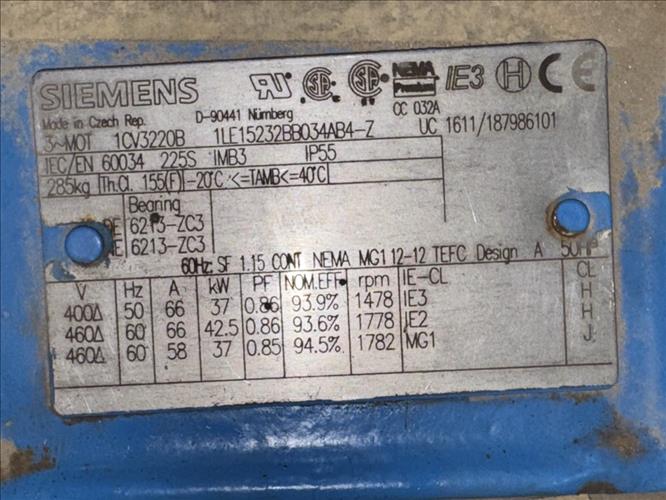 SIEMENS
NEMA
Premium
IE3 H CE
Made in Czech Rep. D-90441 Nürnberg CC 032A
3~MOT 1CV3220B 1LE15232BB034AB4-Z UC 1611/187986101
IEC/EN 60034 225S IMB3 IP55
285kg Th.Cl. 155(F) -20°C <=TAMB<=40°C
Bearing
DE 6213-ZC3
NE 6213-ZC3
60Hz: SF 1.15 CONT NEMA MG1 12-12 TEFC Design A 50HP
V Hz A kW PF NOM.EFF. rpm IE-CL CL
400Δ 50 66 37 0.86 93.9% 1478 IE3 H
460Δ 60 66 42.5 0.86 93.6% 1778 IE2 H
460Δ 60 58 37 0.85 94.5% 1782 MG1 J